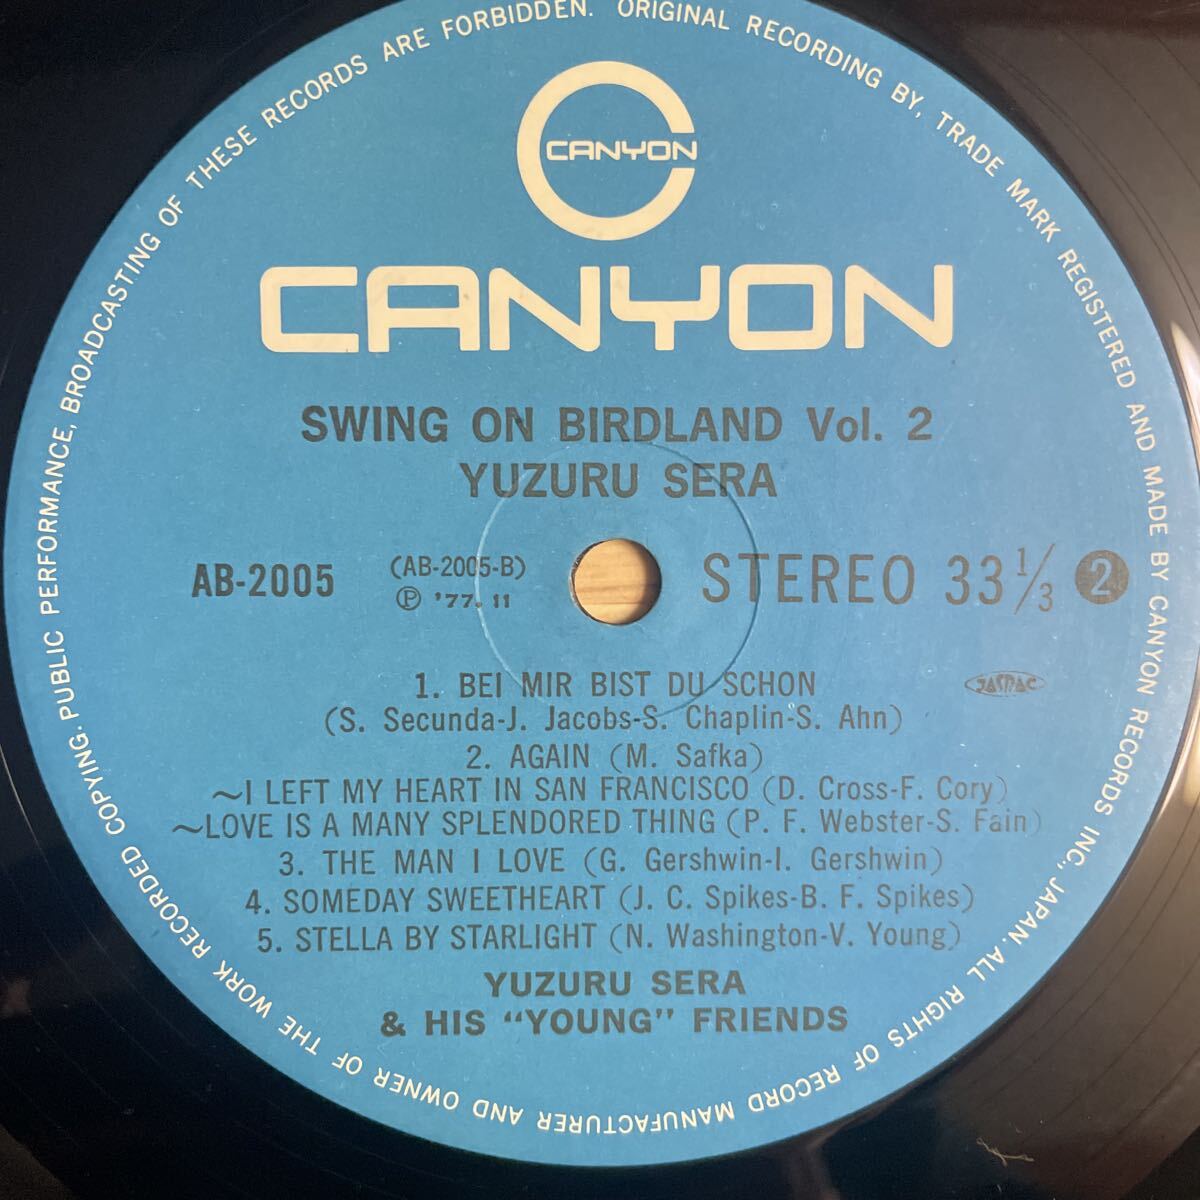 CANYON
CANYON
SWING ON BIRDLAND Vol. 2
YUZURU SERA
AB-2005
(AB-2005-B)
Ⓟ '77. 11
STEREO 33 1/3 2
1. BEI MIR BIST DU SCHON
(S. Secunda-J. Jacobs-S. Chaplin-S. Ahn)
JASRAC
2. AGAIN (M. Safka)
~I LEFT MY HEART IN SAN FRANCISCO (D. Cross-F. Cory)
~LOVE IS A MANY SPLENDORED THING (P. F. Webster-S. Fain)
3. THE MAN I LOVE (G. Gershwin-I. Gershwin)
4. SOMEDAY SWEETHEART (J. C. Spikes-B. F. Spikes)
5. STELLA BY STARLIGHT (N. Washington-V. Young)
YUZURU SERA
& HIS "YOUNG" FRIENDS
ORIGINAL RECORDING BY, TRADE MARK REGISTERED AND MADE BY CANYON RECORDS INC., JAPAN. ALL RIGHTS OF RECORD MANUFACTURER AND OWNER OF THE WORK RECORDED COPYING. PUBLIC PERFORMANCE, BROADCASTING OF THESE RECORDS ARE FORBIDDEN.